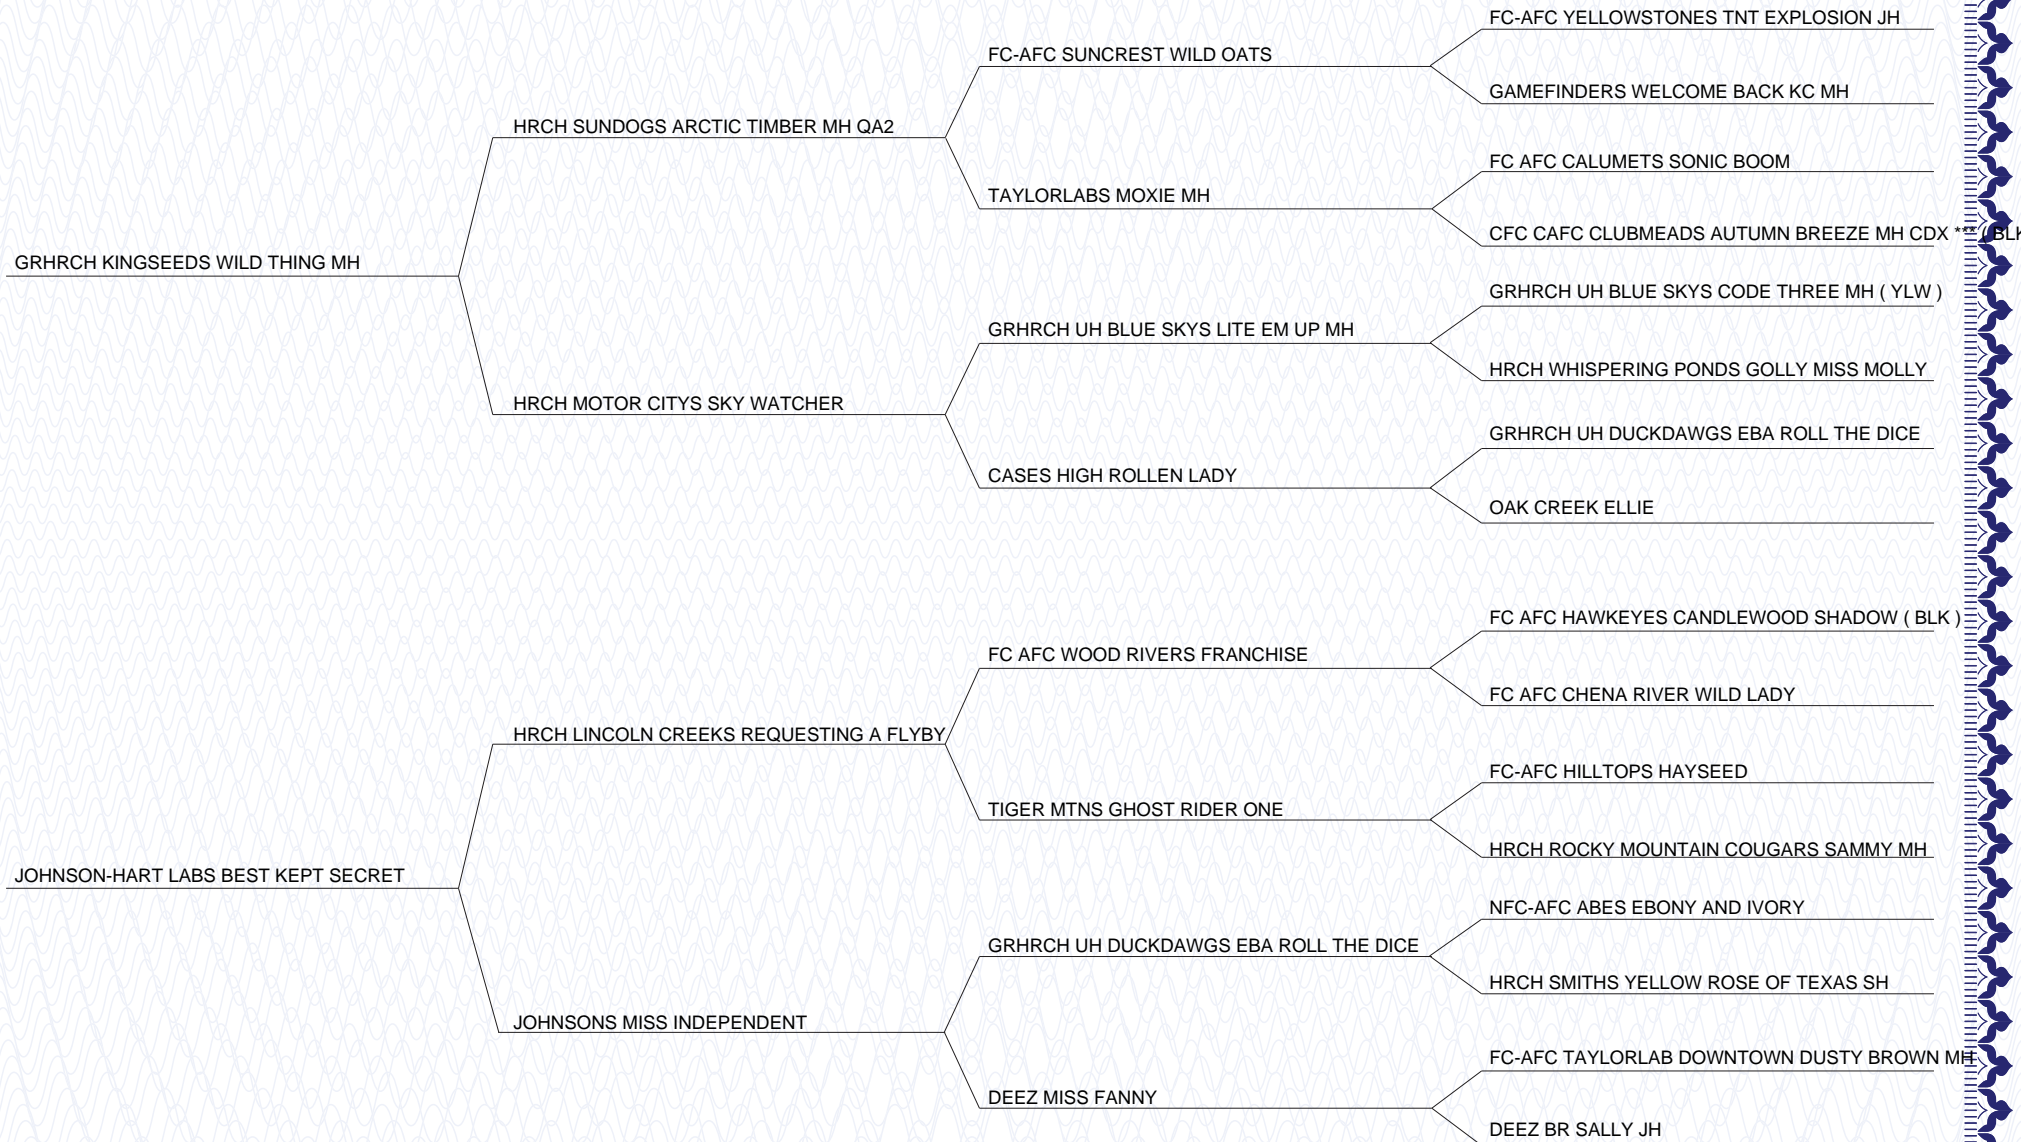 FC-AFC YELLOWSTONES TNT EXPLOSION JH
FC-AFC SUNCREST WILD OATS
GAMEFINDERS WELCOME BACK KC MH
HRCH SUNDOGS ARCTIC TIMBER MH QA2
FC AFC CALUMETS SONIC BOOM
TAYLORLABS MOXIE MH
CFC CAFC CLUBMEADS AUTUMN BREEZE MH CDX *** ( BLK
GRHRCH KINGSEEDS WILD THING MH
GRHRCH UH BLUE SKYS CODE THREE MH ( YLW )
GRHRCH UH BLUE SKYS LITE EM UP MH
HRCH WHISPERING PONDS GOLLY MISS MOLLY
HRCH MOTOR CITYS SKY WATCHER
GRHRCH UH DUCKDAWGS EBA ROLL THE DICE
CASES HIGH ROLLEN LADY
OAK CREEK ELLIE
FC AFC HAWKEYES CANDLEWOOD SHADOW ( BLK )
FC AFC WOOD RIVERS FRANCHISE
FC AFC CHENA RIVER WILD LADY
HRCH LINCOLN CREEKS REQUESTING A FLYBY
FC-AFC HILLTOPS HAYSEED
TIGER MTNS GHOST RIDER ONE
HRCH ROCKY MOUNTAIN COUGARS SAMMY MH
JOHNSON-HART LABS BEST KEPT SECRET
NFC-AFC ABES EBONY AND IVORY
GRHRCH UH DUCKDAWGS EBA ROLL THE DICE
HRCH SMITHS YELLOW ROSE OF TEXAS SH
JOHNSONS MISS INDEPENDENT
FC-AFC TAYLORLAB DOWNTOWN DUSTY BROWN MH
DEEZ MISS FANNY
DEEZ BR SALLY JH